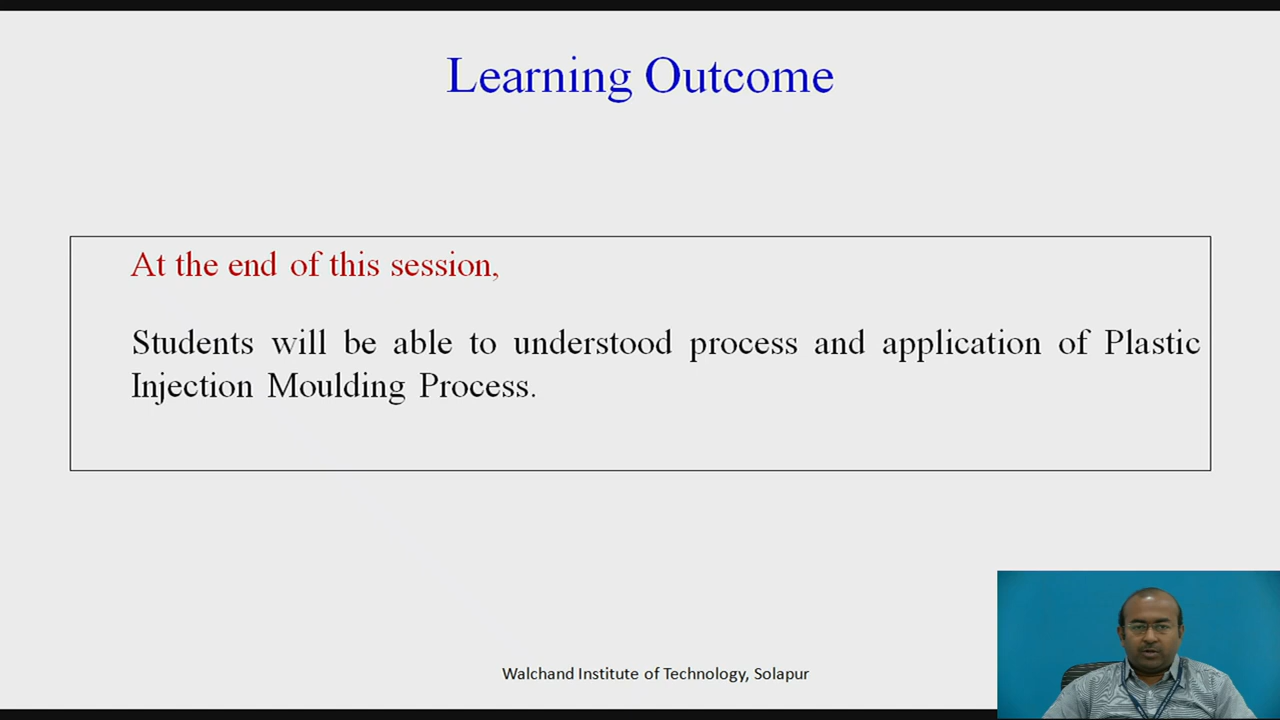 Learning Outcome
At the end of this session,
Students will be able to understood process and application of Plastic
Injection Moulding Process.
Walchand Institute of Technology, Solapur